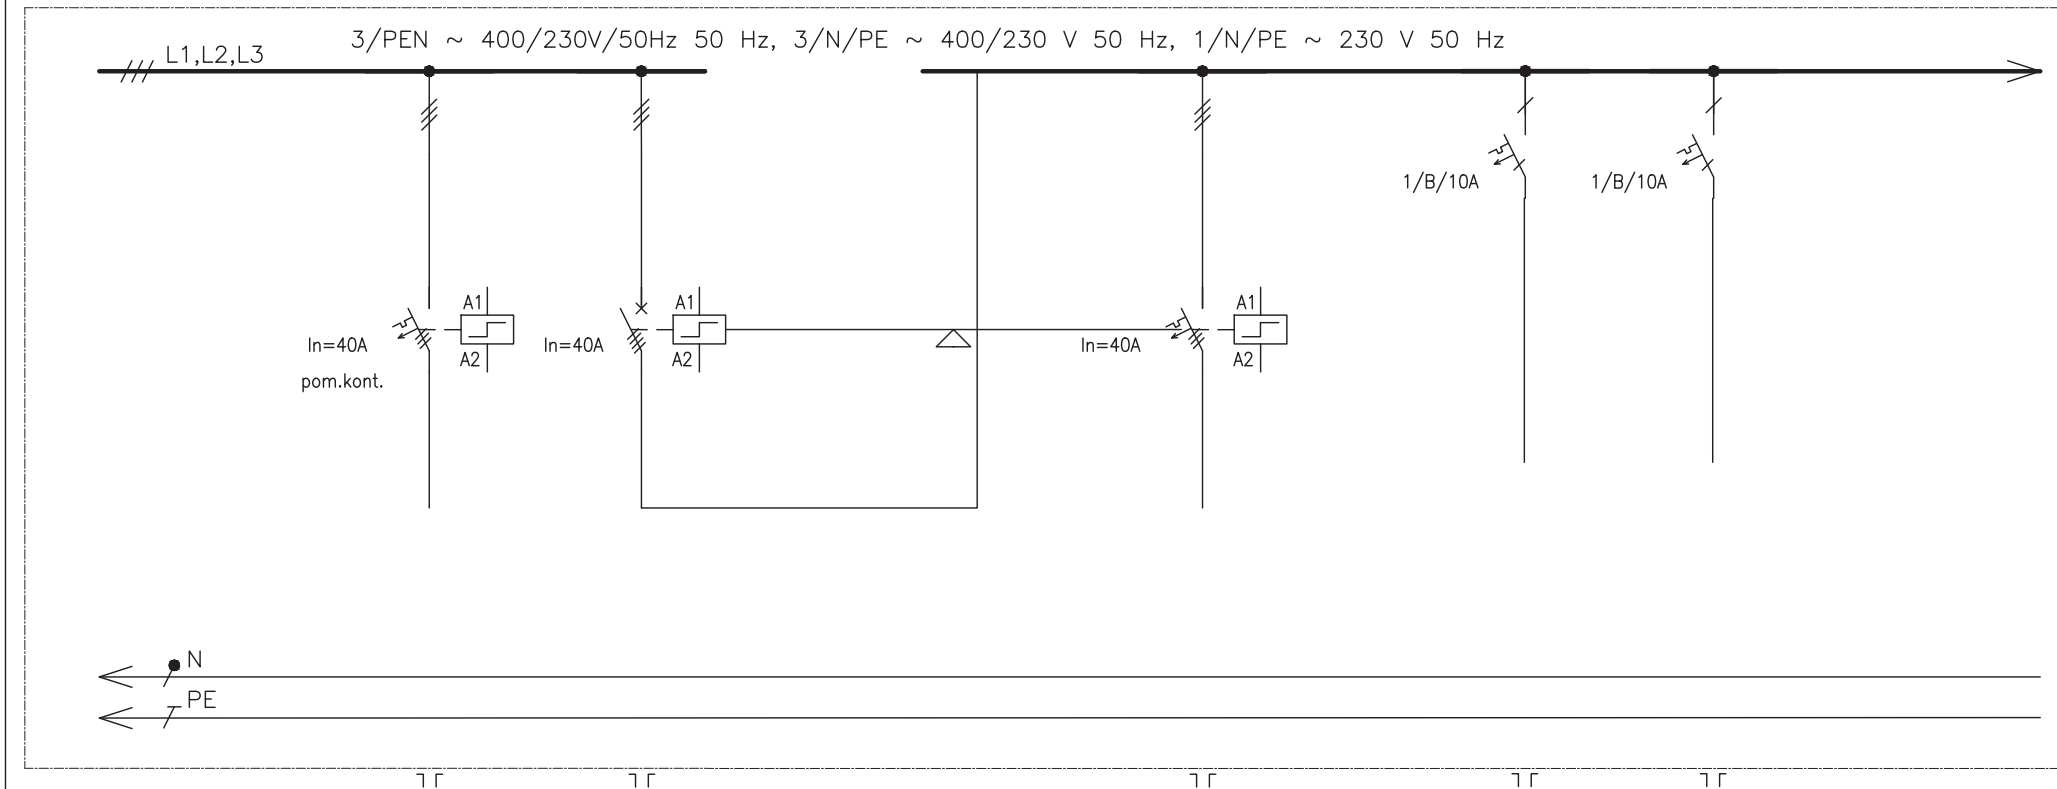 3/PEN ~ 400/230V/50Hz 50 Hz, 3/N/PE ~ 400/230 V 50 Hz, 1/N/PE ~ 230 V 50 Hz
L1,L2,L3
1/B/10A 1/B/10A
A1 A1 A1
In=40A In=40A In=40A
A2 A2 A2
pom.kont.
N
PE